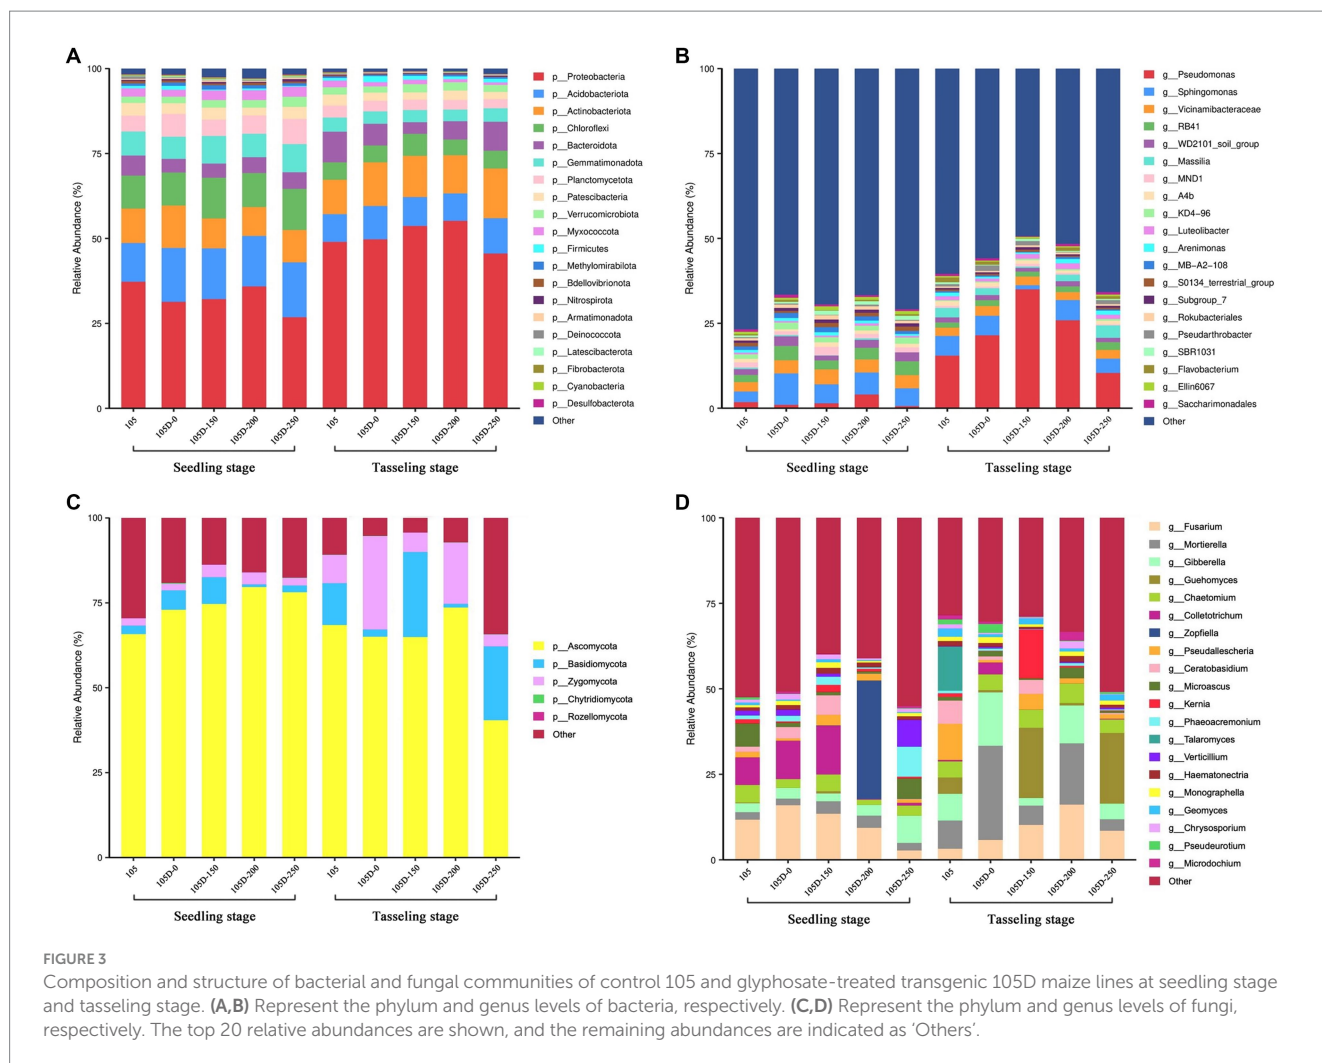 A
Relative Abundance (%)
100
75
50
25
0
105
105D-0
105D-150
105D-200
105D-250
105
105D-0
105D-150
105D-200
105D-250
Seedling stage
Tasseling stage
p__Proteobacteria
p__Acidobacteriota
p__Actinobacteriota
p__Chloroflexi
p__Bacteroidota
p__Gemmatimonadota
p__Planctomycetota
p__Patescibacteria
p__Verrucomicrobiota
p__Myxococcota
p__Firmicutes
p__Methylomirabilota
p__Bdellovibrionota
p__Nitrospirota
p__Armatimonadota
p__Deinococcota
p__Latescibacterota
p__Fibrobacterota
p__Cyanobacteria
p__Desulfobacterota
Other
B
Relative Abundance (%)
100
75
50
25
0
105
105D-0
105D-150
105D-200
105D-250
105
105D-0
105D-150
105D-200
105D-250
Seedling stage
Tasseling stage
g__Pseudomonas
g__Sphingomonas
g__Vicinamibacteraceae
g__RB41
g__WD2101_soil_group
g__Massilia
g__MND1
g__A4b
g__KD4-96
g__Luteolibacter
g__Arenimonas
g__MB-A2-108
g__S0134_terrestrial_group
g__Subgroup_7
g__Rokubacteriales
g__Pseudarthrobacter
g__SBR1031
g__Flavobacterium
g__Ellin6067
g__Saccharimonadales
Other
C
Relative Abundance (%)
100
75
50
25
0
105
105D-0
105D-150
105D-200
105D-250
105
105D-0
105D-150
105D-200
105D-250
Seedling stage
Tasseling stage
p__Ascomycota
p__Basidiomycota
p__Zygomycota
p__Chytridiomycota
p__Rozellomycota
Other
D
Relative Abundance (%)
100
75
50
25
0
105
105D-0
105D-150
105D-200
105D-250
105
105D-0
105D-150
105D-200
105D-250
Seedling stage
Tasseling stage
g__Fusarium
g__Mortierella
g__Gibberella
g__Guehomyces
g__Chaetomium
g__Colletotrichum
g__Zopfiella
g__Pseudallescheria
g__Ceratobasidium
g__Microascus
g__Kernia
g__Phaeoacremonium
g__Talaromyces
g__Verticillium
g__Haematonectria
g__Monographella
g__Geomyces
g__Chrysosporium
g__Pseudeurotium
g__Microdochium
Other
FIGURE 3
Composition and structure of bacterial and fungal communities of control 105 and glyphosate-treated transgenic 105D maize lines at seedling stage
and tasseling stage. (A,B) Represent the phylum and genus levels of bacteria, respectively. (C,D) Represent the phylum and genus levels of fungi,
respectively. The top 20 relative abundances are shown, and the remaining abundances are indicated as ‘Others’.